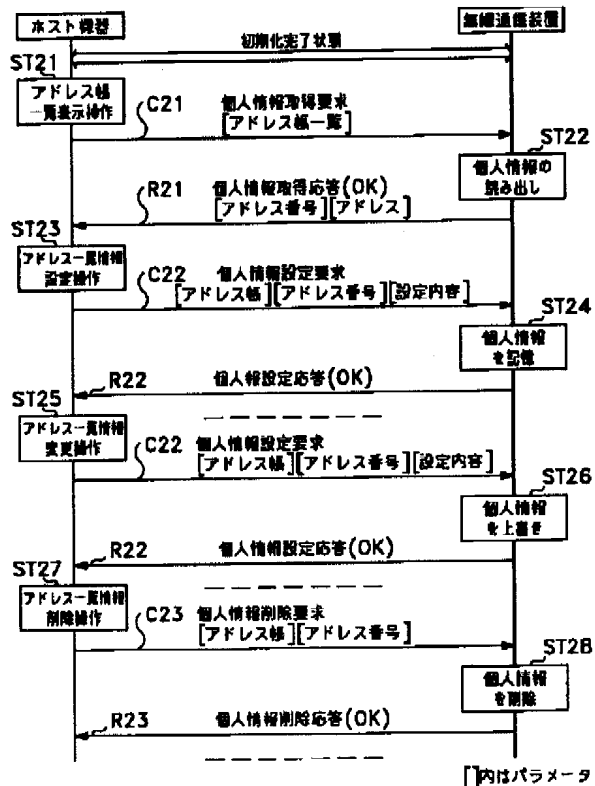 ホスト機器
無線通信装置
初期化完了状態
ST21
アドレス帳
一覧表示操作
C21
個人情報取得要求
[アドレス帳一覧]
ST22
個人情報の
読み出し
R21
個人情報取得応答(OK)
[アドレス番号][アドレス]
ST23
アドレス一覧情報
設定操作
C22
個人情報設定要求
[アドレス帳][アドレス番号][設定内容]
ST24
個人情報
を記憶
R22
個人報設定応答(OK)
ST25
アドレス一覧情報
変更操作
C22
個人情報設定要求
[アドレス帳][アドレス番号][設定内容]
ST26
個人情報
を上書き
R22
個人情報設定応答(OK)
ST27
アドレス一覧情報
削除操作
C23
個人情報削除要求
[アドレス帳][アドレス番号]
ST28
個人情報
を削除
R23
個人情報削除応答(OK)
[]内はパラメータ